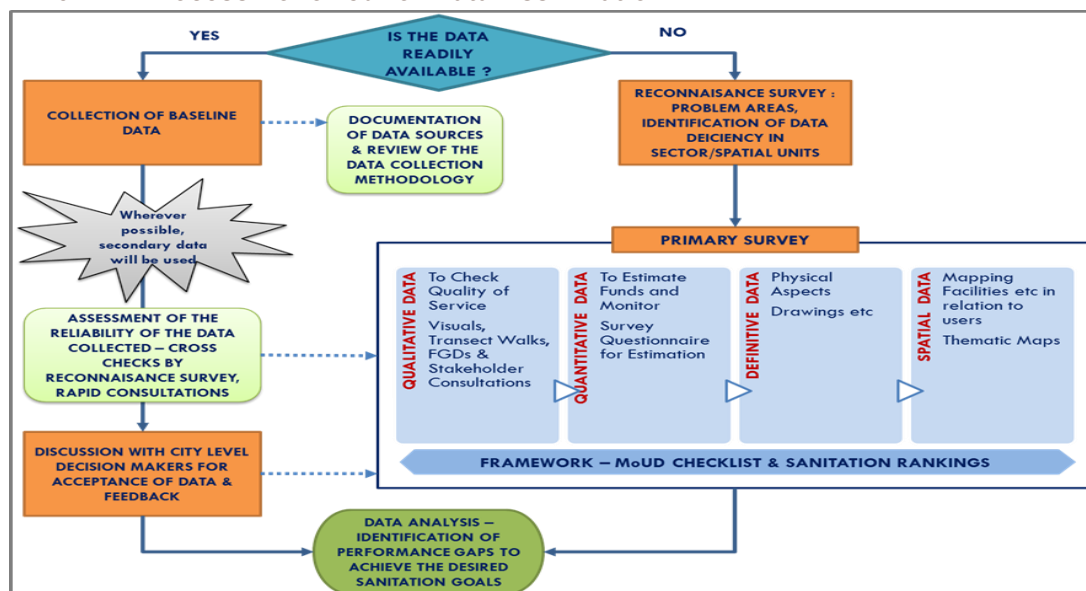 YES
IS THE DATA
READILY
AVAILABLE ?
NO
COLLECTION OF BASELINE
DATA
DOCUMENTATION
OF DATA SOURCES
& REVIEW OF THE
DATA COLLECTION
METHODOLOGY
RECONNAISANCE SURVEY :
PROBLEM AREAS,
IDENTIFICATION OF DATA
DEICIENCY IN
SECTOR/SPATIAL UNITS
Wherever
possible,
secondary data
will be used
PRIMARY SURVEY
QUALITATIVE DATA
To Check
Quality of
Service
Visuals,
Transect Walks,
FGDs &
Stakeholder
Consultations
QUANTITATIVE DATA
To Estimate
Funds and
Monitor
Survey
Questionnaire
for Estimation
DEFINITIVE DATA
Physical
Aspects
Drawings etc
SPATIAL DATA
Mapping
Facilities etc in
relation to
users
Thematic Maps
ASSESSMENT OF THE
RELIABILITY OF THE DATA
COLLECTED – CROSS
CHECKS BY
RECONNAISANCE SURVEY,
RAPID CONSULTATIONS
DISCUSSION WITH CITY LEVEL
DECISION MAKERS FOR
ACCEPTANCE OF DATA &
FEEDBACK
FRAMEWORK – MoUD CHECKLIST & SANITATION RANKINGS
DATA ANALYSIS –
IDENTIFICATION OF
PERFORMANCE GAPS TO
ACHIEVE THE DESIRED
SANITATION GOALS